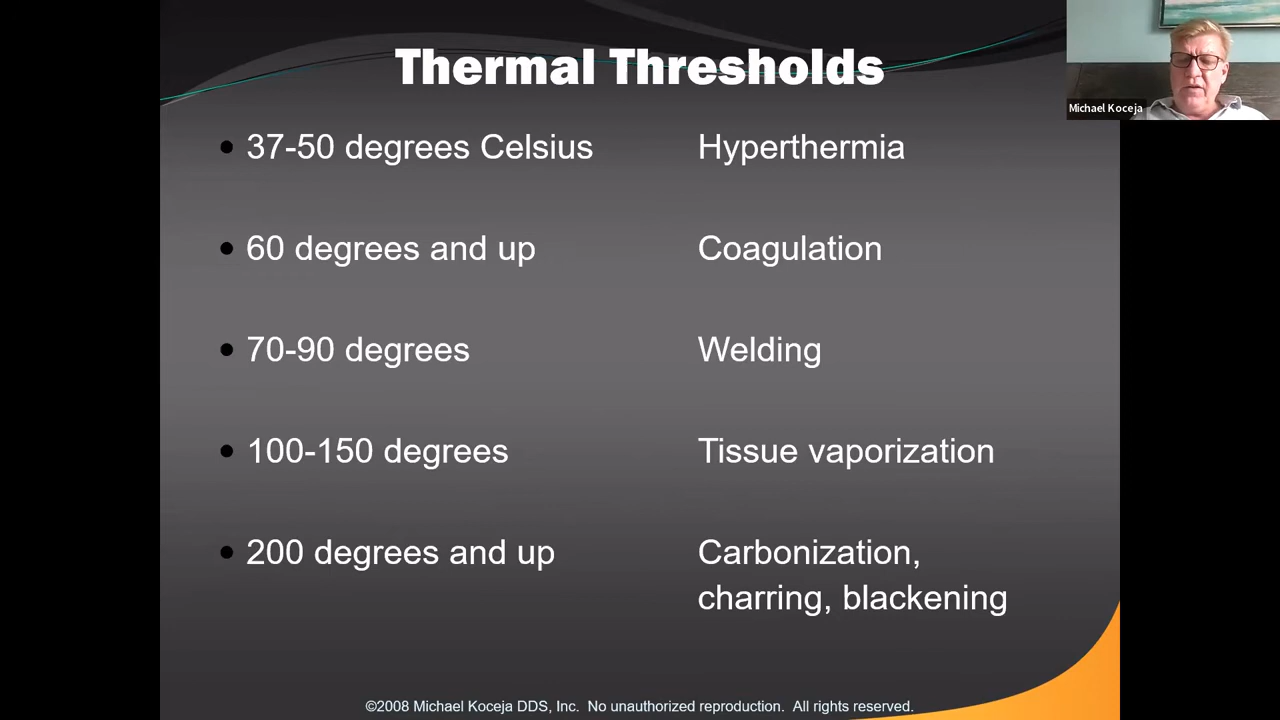 Thermal Thresholds
Michael Koceja
• 37-50 degrees Celsius Hyperthermia
• 60 degrees and up Coagulation
• 70-90 degrees Welding
• 100-150 degrees Tissue vaporization
• 200 degrees and up Carbonization,
charring, blackening
©2008 Michael Koceja DDS, Inc. No unauthorized reproduction. All rights reserved.